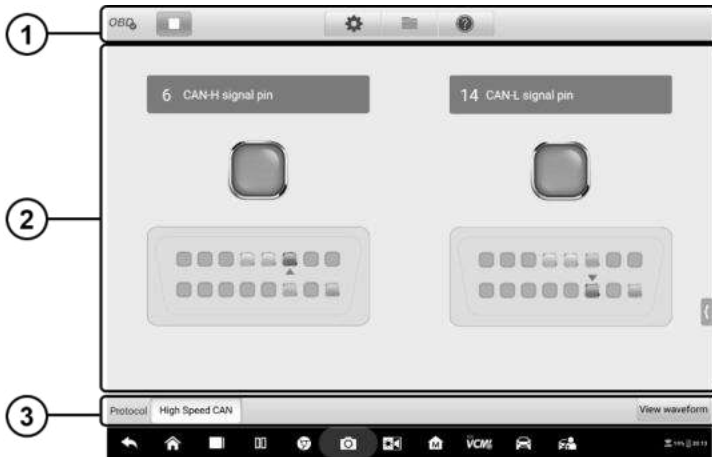 1
OBD
6 CAN-H signal pin
14 CAN-L signal pin
2
3
Protocol High Speed CAN
View waveform
M
VCMI